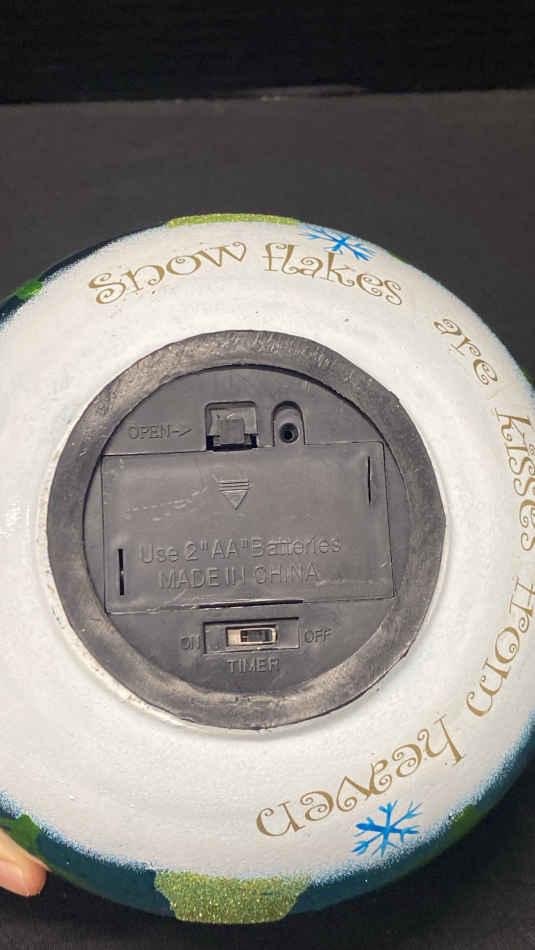 snow flakes are kisses from heaven
OPEN->
Use 2"AA"Batteries
MADE IN CHINA
ON OFF
TIMER